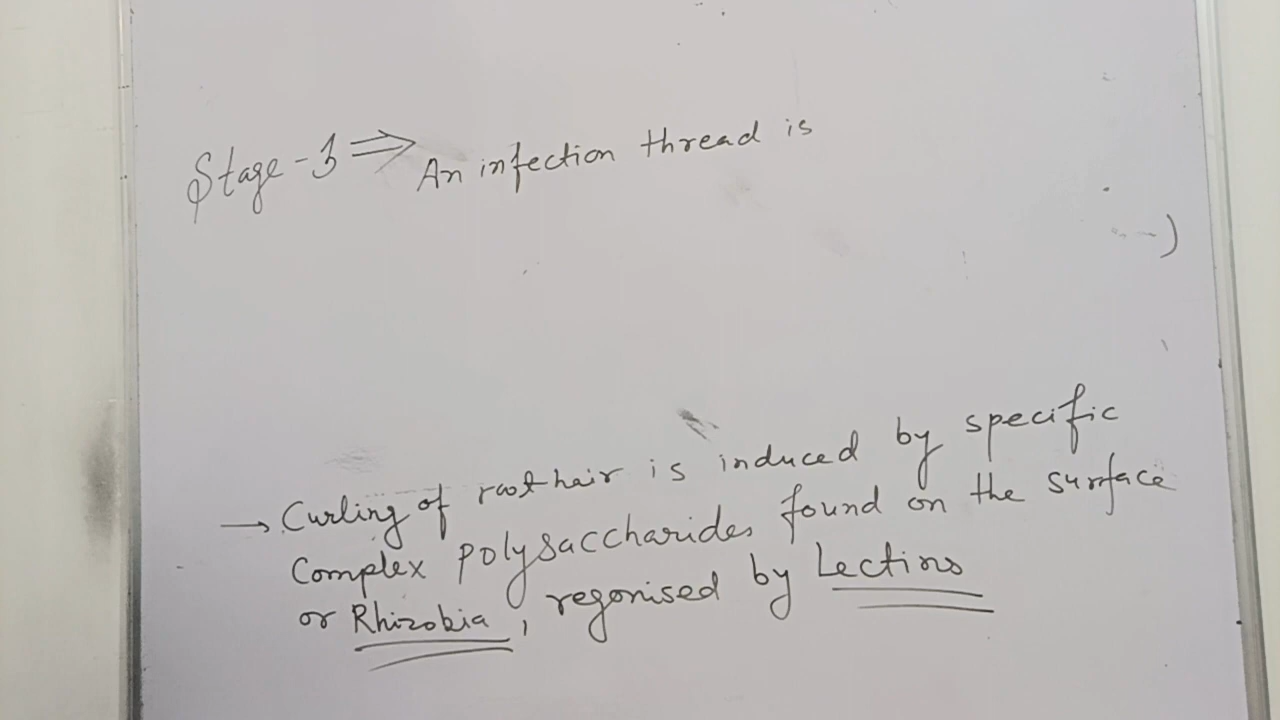 Stage-3 ⇒ An infection thread is
)
→ Curling of root hair is induced by specific
Complex polysaccharides found on the surface
or Rhizobia, regonised by Lectins